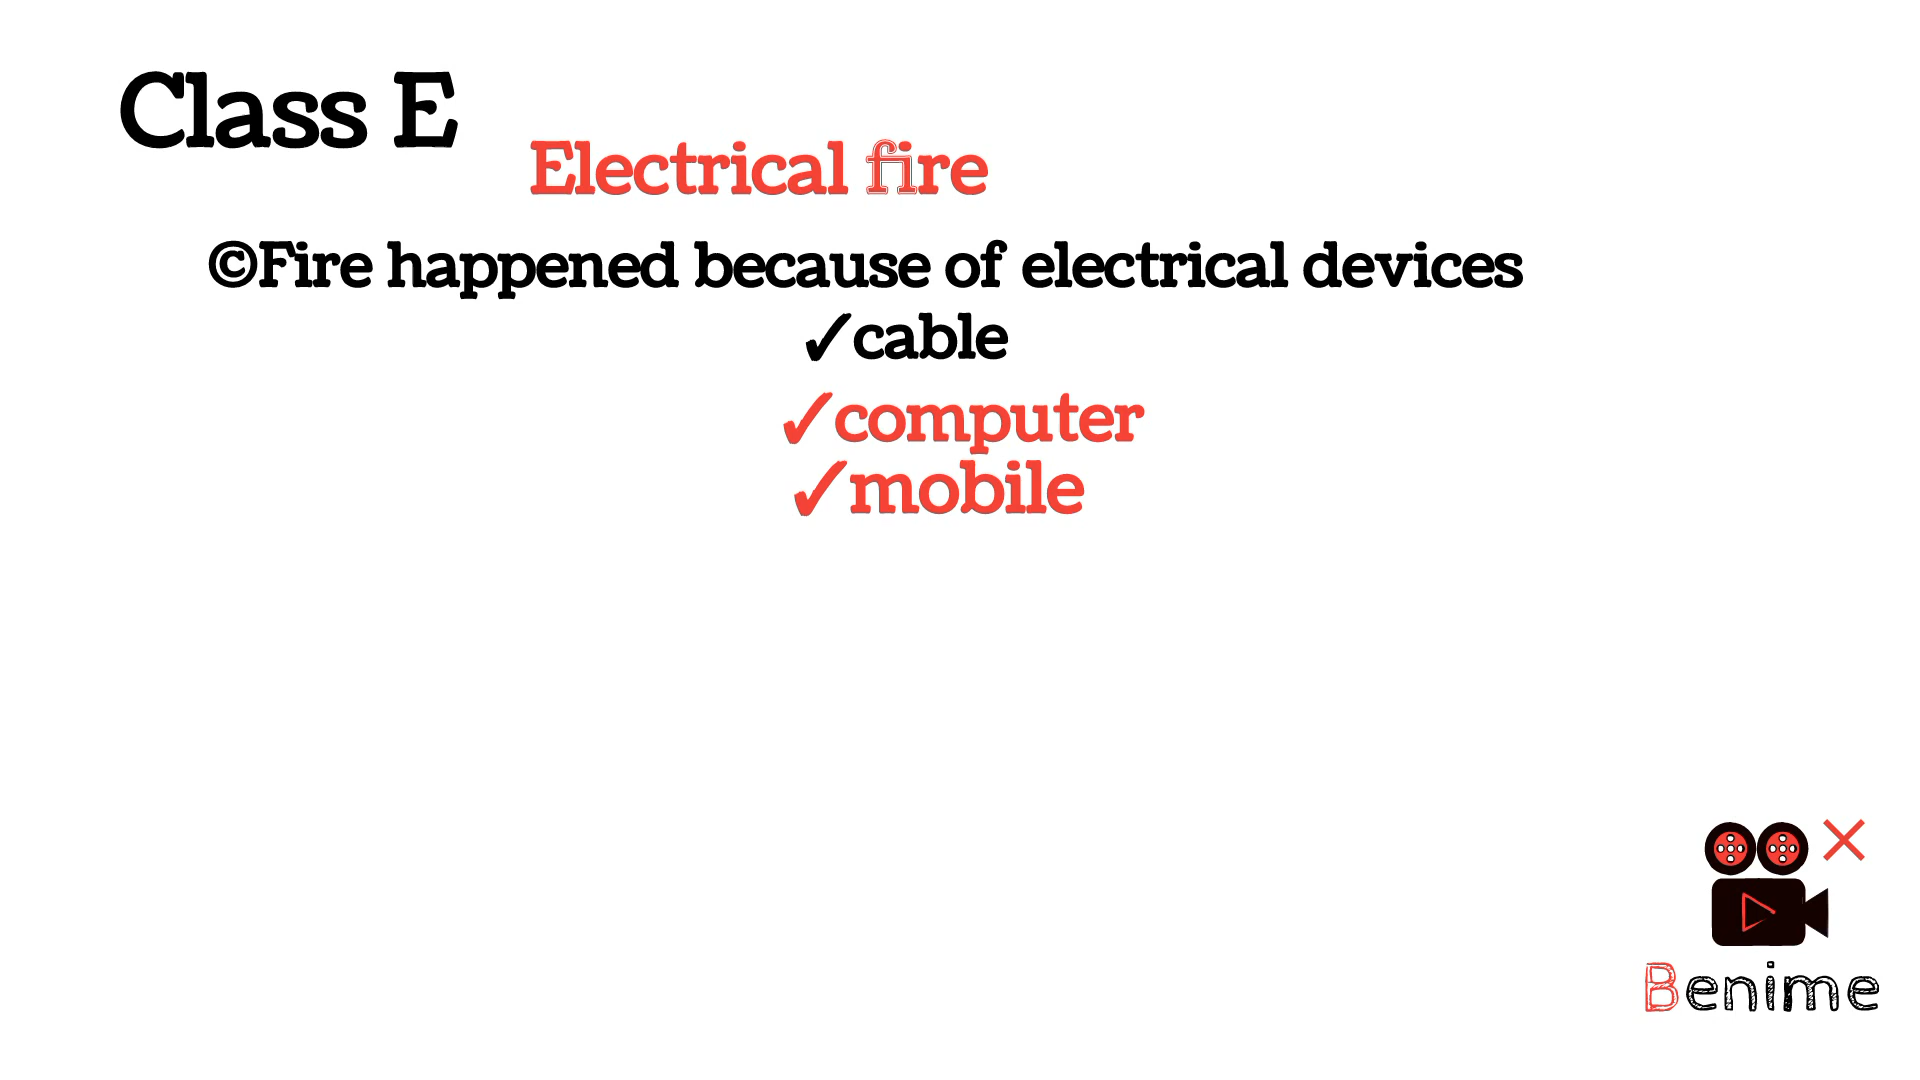 Class E
Electrical fire
©Fire happened because of electrical devices
✓cable
✓computer
✓mobile
Benime